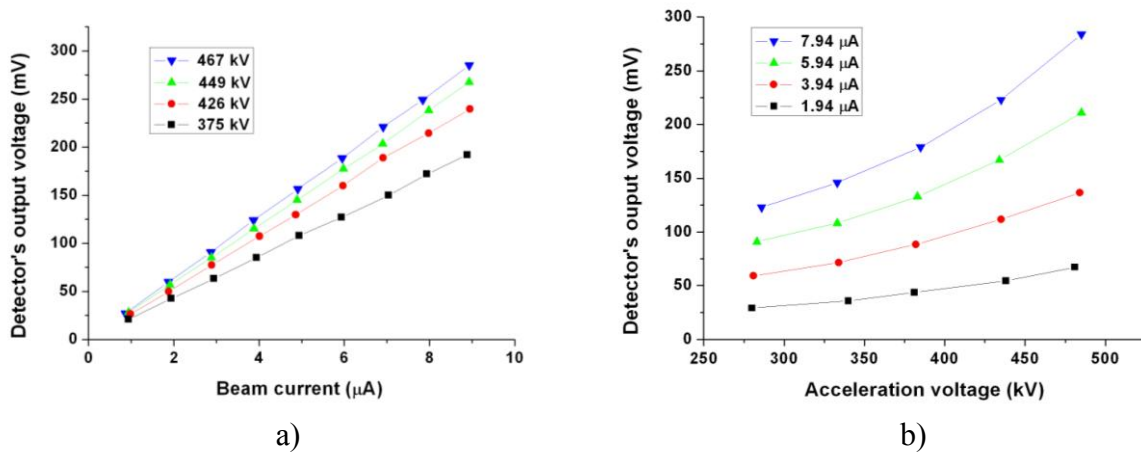 Detector's output voltage (mV)
300
250
200
150
100
50
0
467 kV
449 kV
426 kV
375 kV
0 2 4 6 8 10
Beam current (μA)
a)
Detector's ouput voltage (mV)
300
250
200
150
100
50
0
7.94 μA
5.94 μA
3.94 μA
1.94 μA
250 300 350 400 450 500
Acceleration voltage (kV)
b)